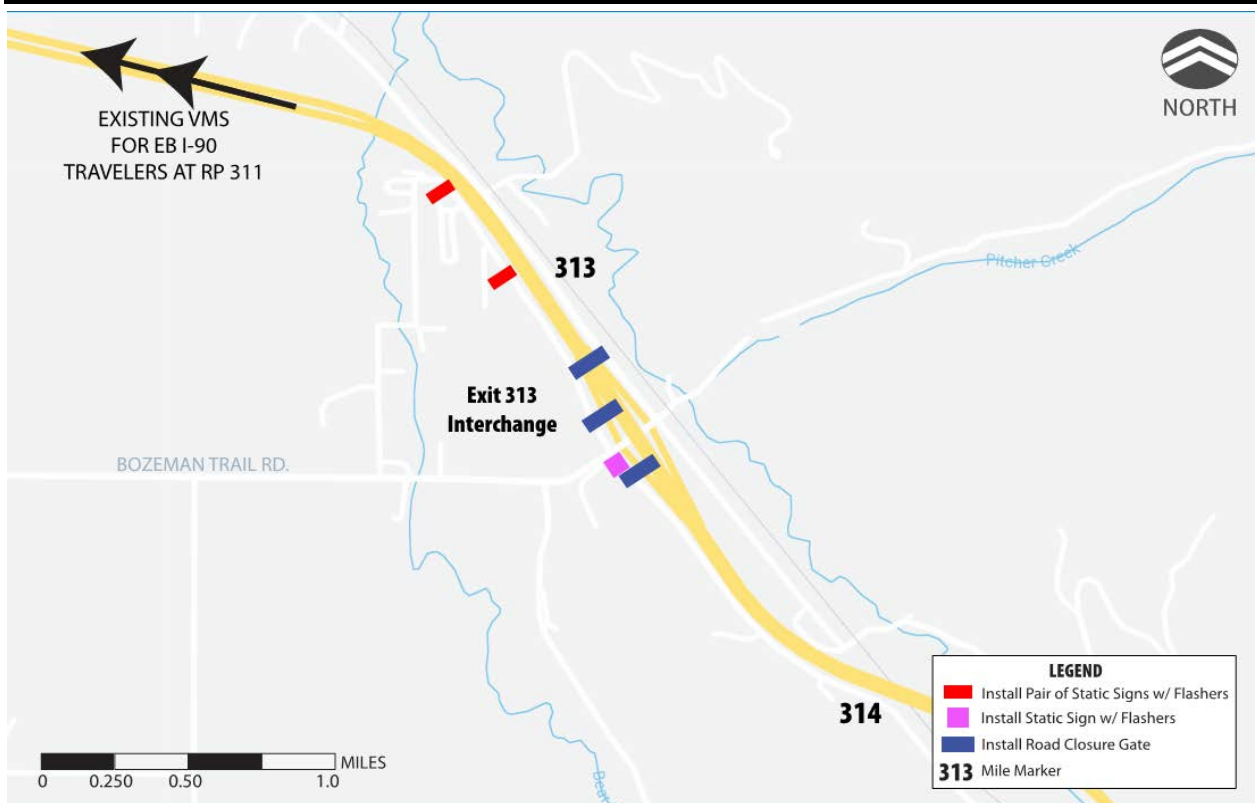 EXISTING VMS
FOR EB I-90
TRAVELERS AT RP 311
NORTH
313
Pitcher Creek
Exit 313
Interchange
BOZEMAN TRAIL RD.
314
LEGEND
Install Pair of Static Signs w/ Flashers
Install Static Sign w/ Flashers
Install Road Closure Gate
313 Mile Marker
MILES
0 0.250 0.50 1.0